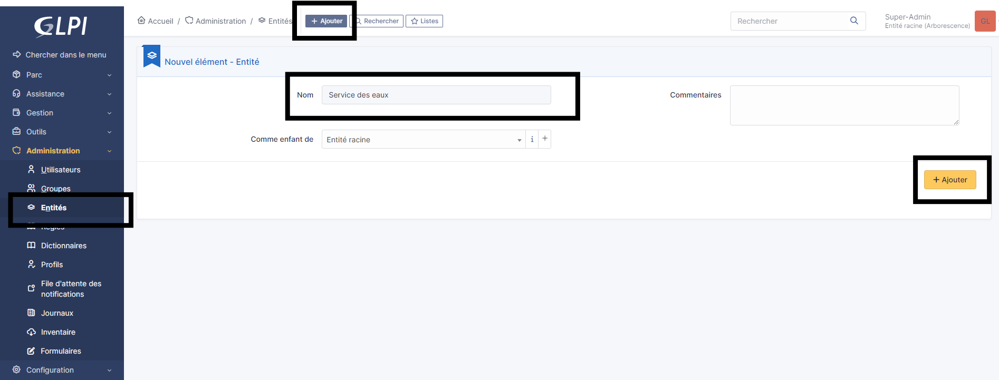 GLPI
Accueil / Administration / Entités
Ajouter
Rechercher
Listes
Rechercher
Super-Admin
Entité racine (Arborescence)
GL
Chercher dans le menu
Parc
Assistance
Gestion
Outils
Administration
Utilisateurs
Groupes
Entités
Règles
Dictionnaires
Profils
File d'attente des
notifications
Journaux
Inventaire
Formulaires
Configuration
Nouvel élément - Entité
Nom
Service des eaux
Commentaires
Comme enfant de
Entité racine
i
+
+ Ajouter